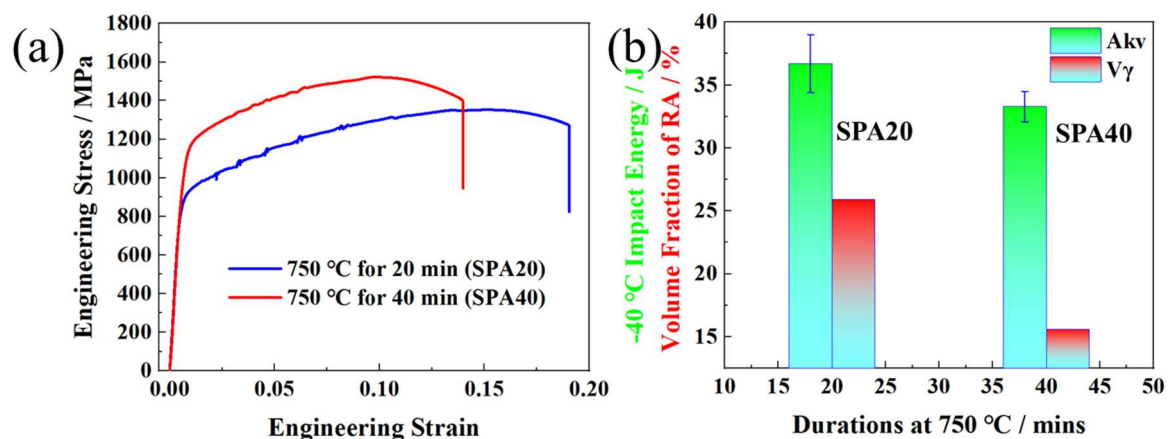 (a)
Engineering Stress / MPa
1800
1600
1400
1200
1000
800
600
400
200
0
750 °C for 20 min (SPA20)
750 °C for 40 min (SPA40)
0.00 0.05 0.10 0.15 0.20
Engineering Strain
(b)
-40 °C Impact Energy / J
Volume Fraction of RA / %
40
35
30
25
20
15
Akv
Vγ
SPA20
SPA40
10 15 20 25 30 35 40 45 50
Durations at 750 °C / mins